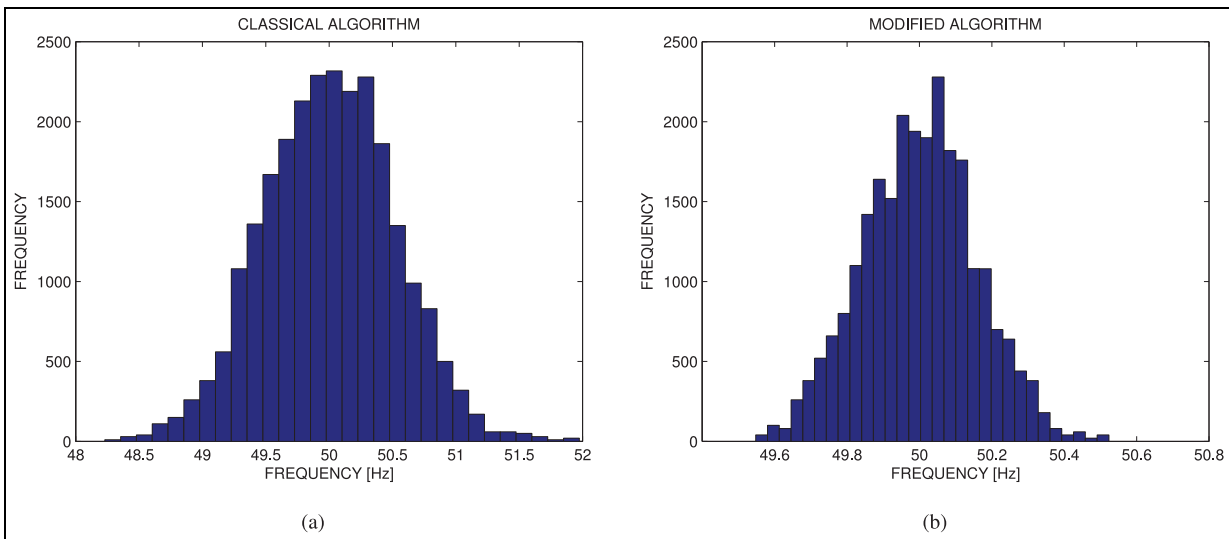 CLASSICAL ALGORITHM
2500
2000
1500
1000
500
0
FREQUENCY
48 48.5 49 49.5 50 50.5 51 51.5 52
FREQUENCY [Hz]
(a)
MODIFIED ALGORITHM
2500
2000
1500
1000
500
0
FREQUENCY
49.6 49.8 50 50.2 50.4 50.6 50.8
FREQUENCY [Hz]
(b)